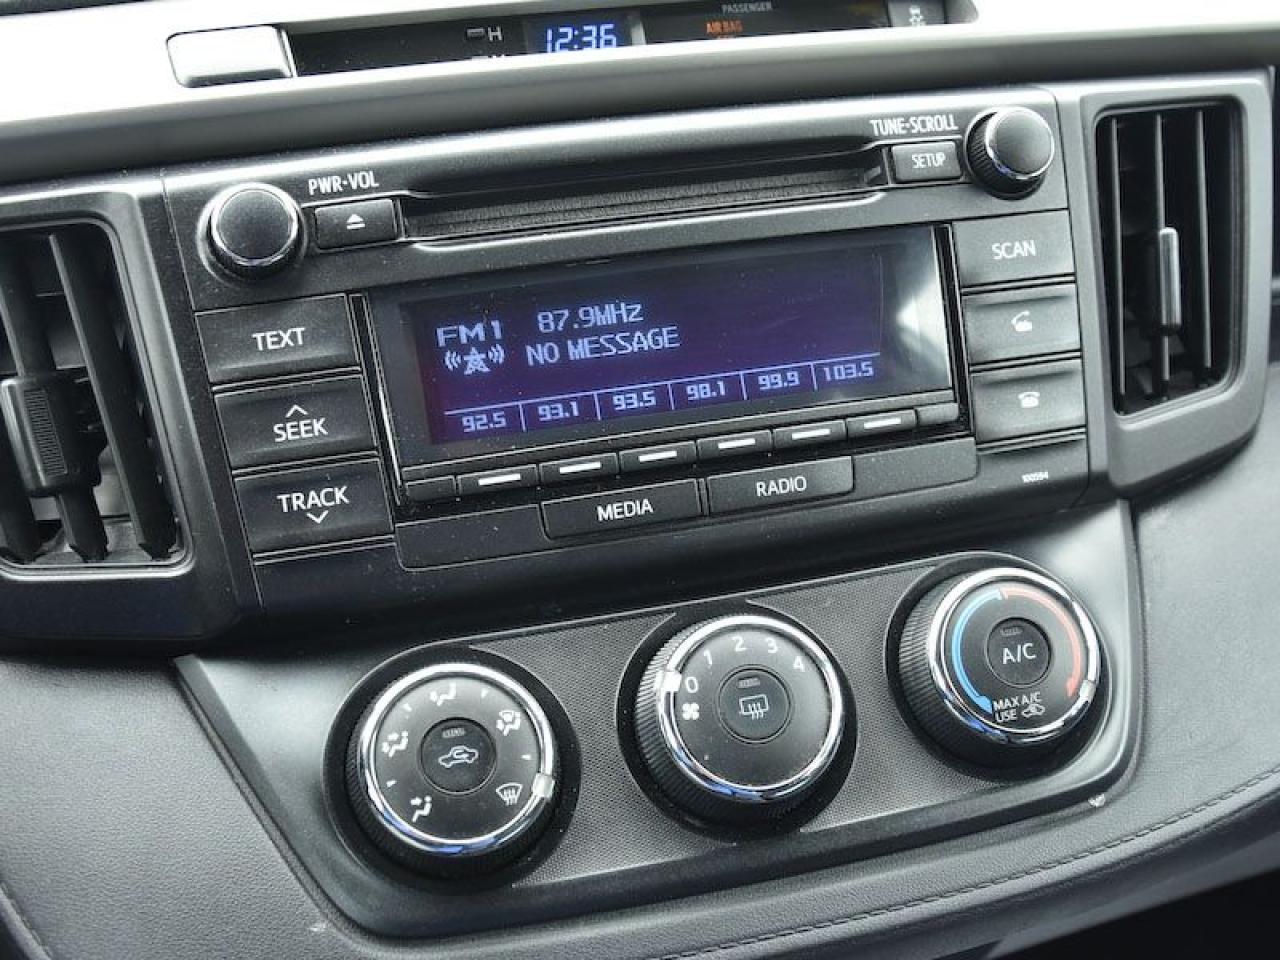 PASSENGER
H
12:36
AIR BAG
TUNE·SCROLL
PWR·VOL
SETUP
SCAN
TEXT
FM1 87.9MHz
NO MESSAGE
SEEK
92.5 93.1 93.5 98.1 99.9 103.5
TRACK
MEDIA
RADIO
100594
0 1 2 3 4
A/C
MAX A/C
USE